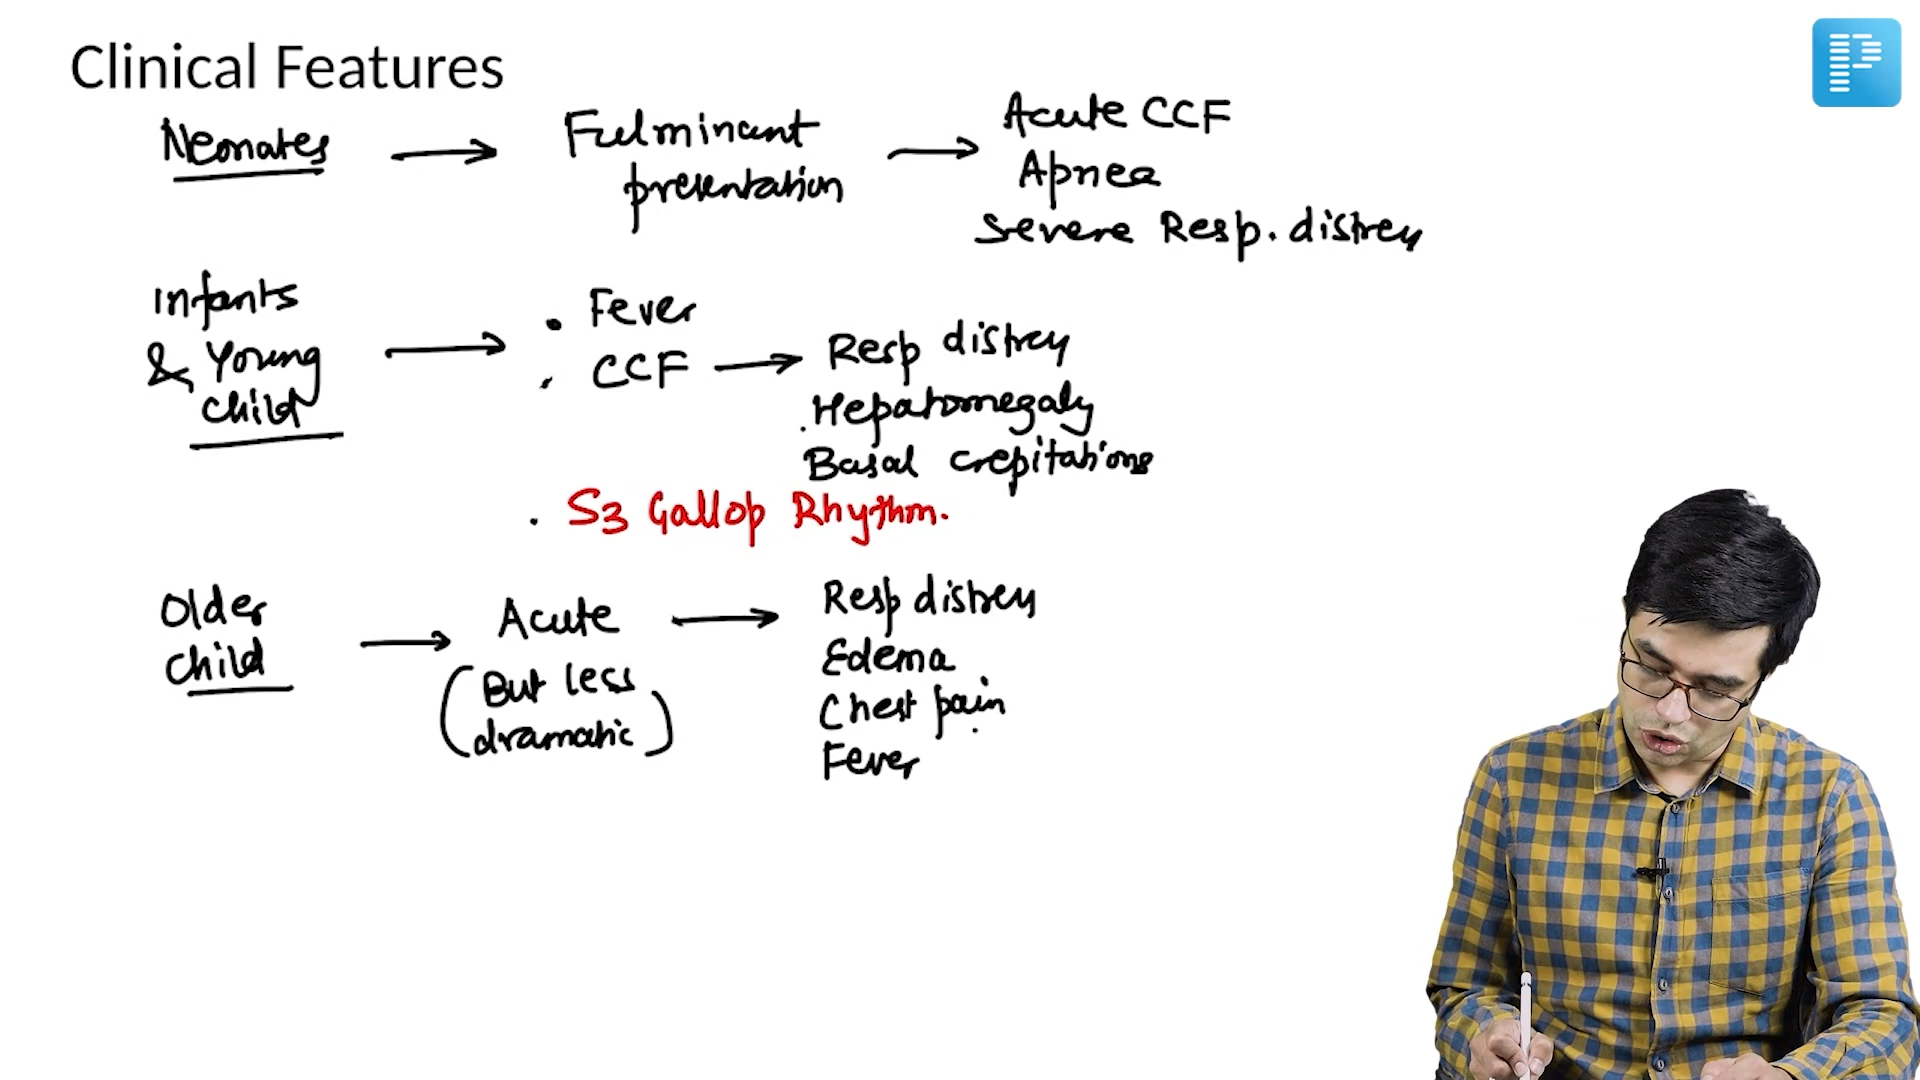 Clinical Features
Neonates → Fulminant presentation → Acute CCF
Apnea
Severe Resp. distress
Infants & Young child → • Fever
• CCF → Resp distress
Hepatomegaly
Basal crepitations
• S3 Gallop Rhythm.
Older child → Acute (But less dramatic) → Resp distress
Edema
Chest pain
Fever
P